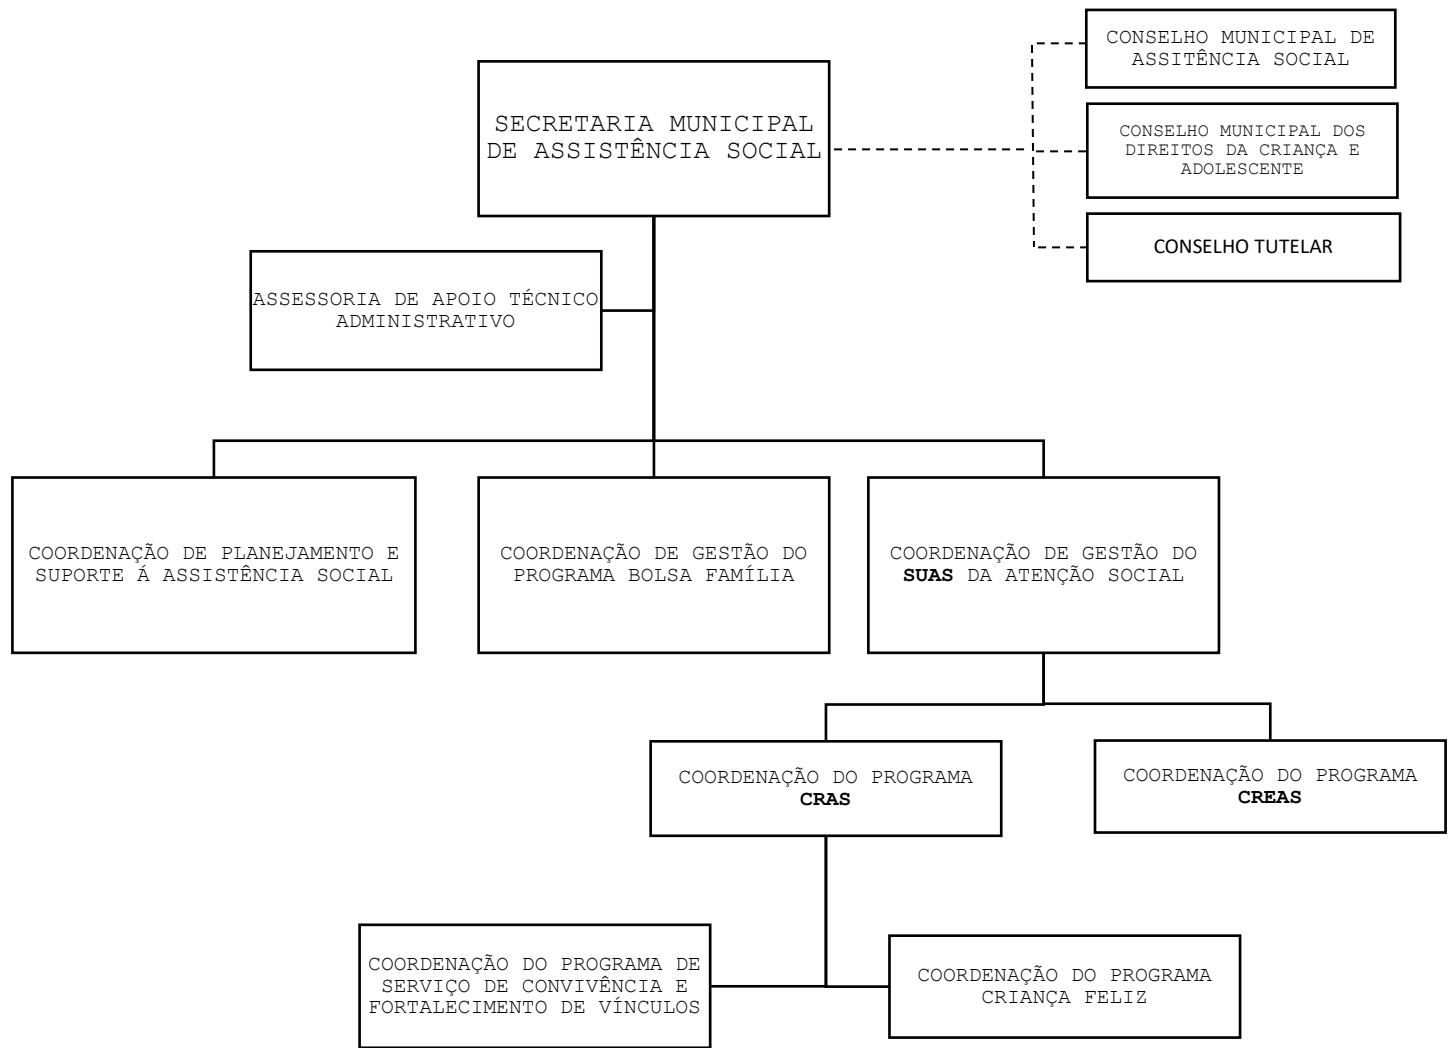 CONSELHO MUNICIPAL DE
ASSITÊNCIA SOCIAL
SECRETARIA MUNICIPAL
DE ASSISTÊNCIA SOCIAL
CONSELHO MUNICIPAL DOS
DIREITOS DA CRIANÇA E
ADOLESCENTE
CONSELHO TUTELAR
ASSESSORIA DE APOIO TÉCNICO
ADMINISTRATIVO
COORDENAÇÃO DE PLANEJAMENTO E
SUPORTE Á ASSISTÊNCIA SOCIAL
COORDENAÇÃO DE GESTÃO DO
PROGRAMA BOLSA FAMÍLIA
COORDENAÇÃO DE GESTÃO DO
SUAS DA ATENÇÃO SOCIAL
COORDENAÇÃO DO PROGRAMA
CRAS
COORDENAÇÃO DO PROGRAMA
CREAS
COORDENAÇÃO DO PROGRAMA DE
SERVIÇO DE CONVIVÊNCIA E
FORTALECIMENTO DE VÍNCULOS
COORDENAÇÃO DO PROGRAMA
CRIANÇA FELIZ